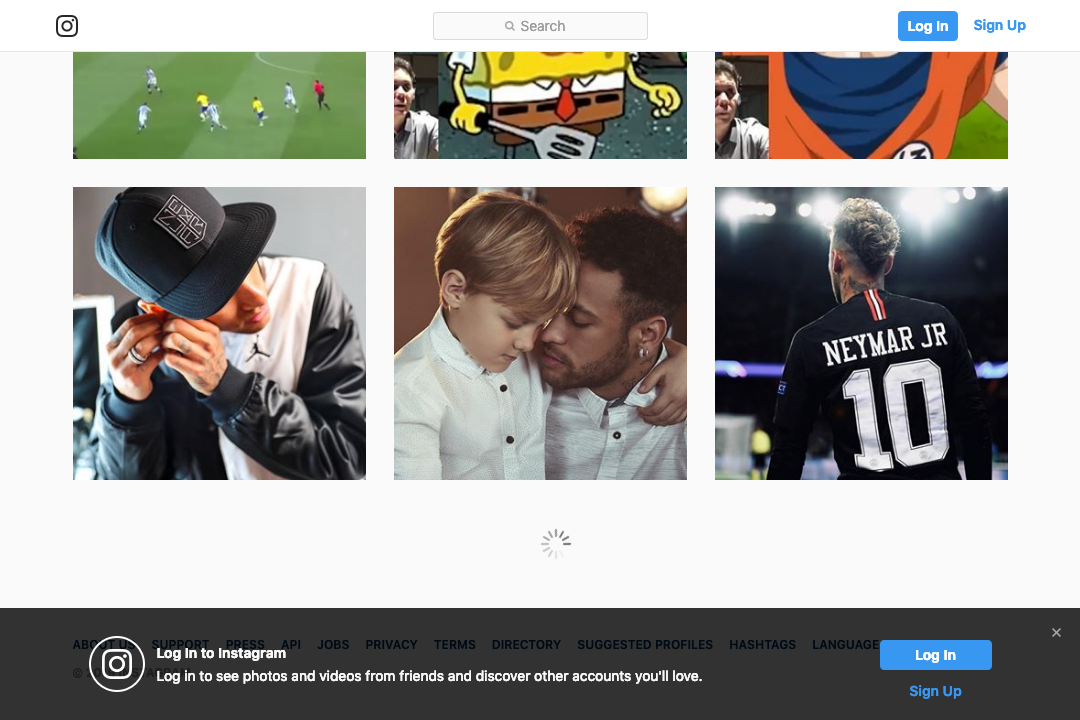 Search
Log In
Sign Up
NEYMAR JR
10
ABOUT US SUPPORT PRESS API JOBS PRIVACY TERMS DIRECTORY SUGGESTED PROFILES HASHTAGS LANGUAGE
Log In to Instagram
Log in to see photos and videos from friends and discover other accounts you'll love.
Log In
Sign Up